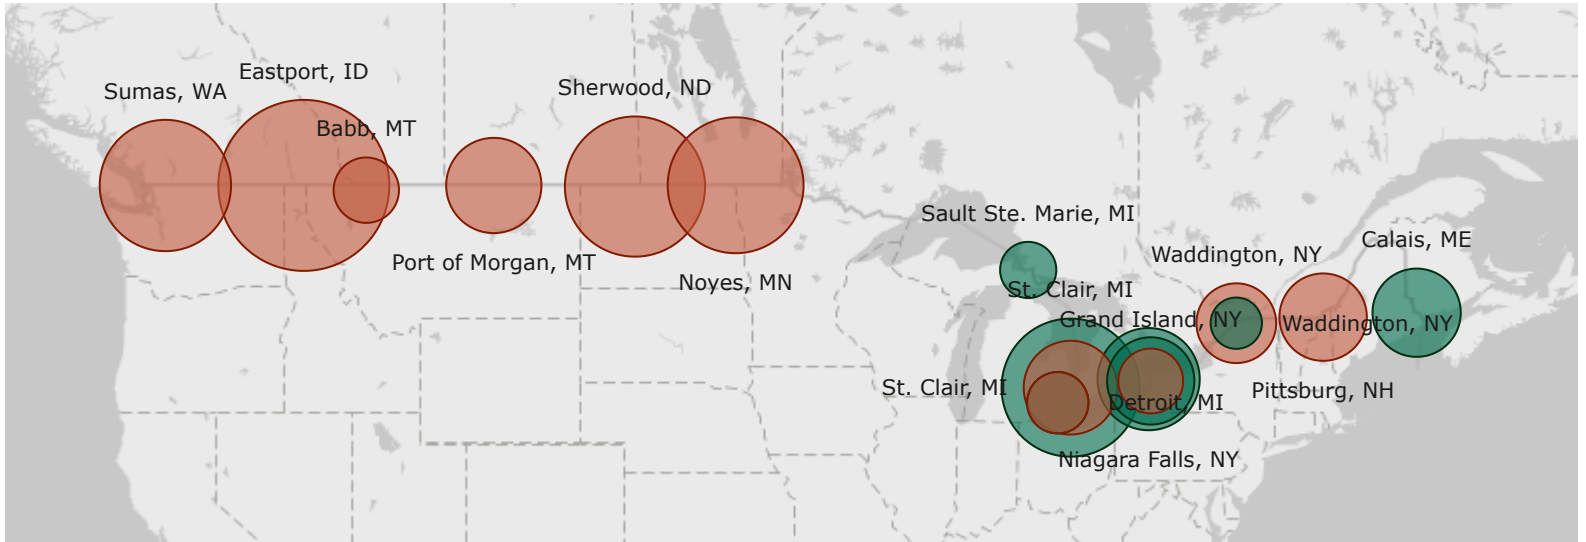 Eastport, ID
Sumas, WA
Sherwood, ND
Babb, MT
Sault Ste. Marie, MI
Calais, ME
Waddington, NY
Port of Morgan, MT
Noyes, MN
St. Clair, MI
Grand Island, NY
Waddington, NY
St. Clair, MI
Pittsburg, NH
Detroit, MI
Niagara Falls, NY